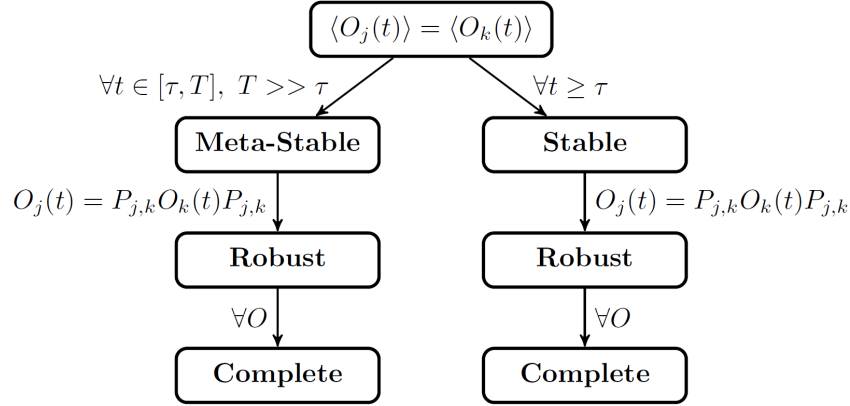 ⟨O_j(t)⟩ = ⟨O_k(t)⟩
∀t ∈ [τ, T], T >> τ
∀t ≥ τ
Meta-Stable
Stable
O_j(t) = P_{j,k}O_k(t)P_{j,k}
O_j(t) = P_{j,k}O_k(t)P_{j,k}
Robust
Robust
∀O
∀O
Complete
Complete